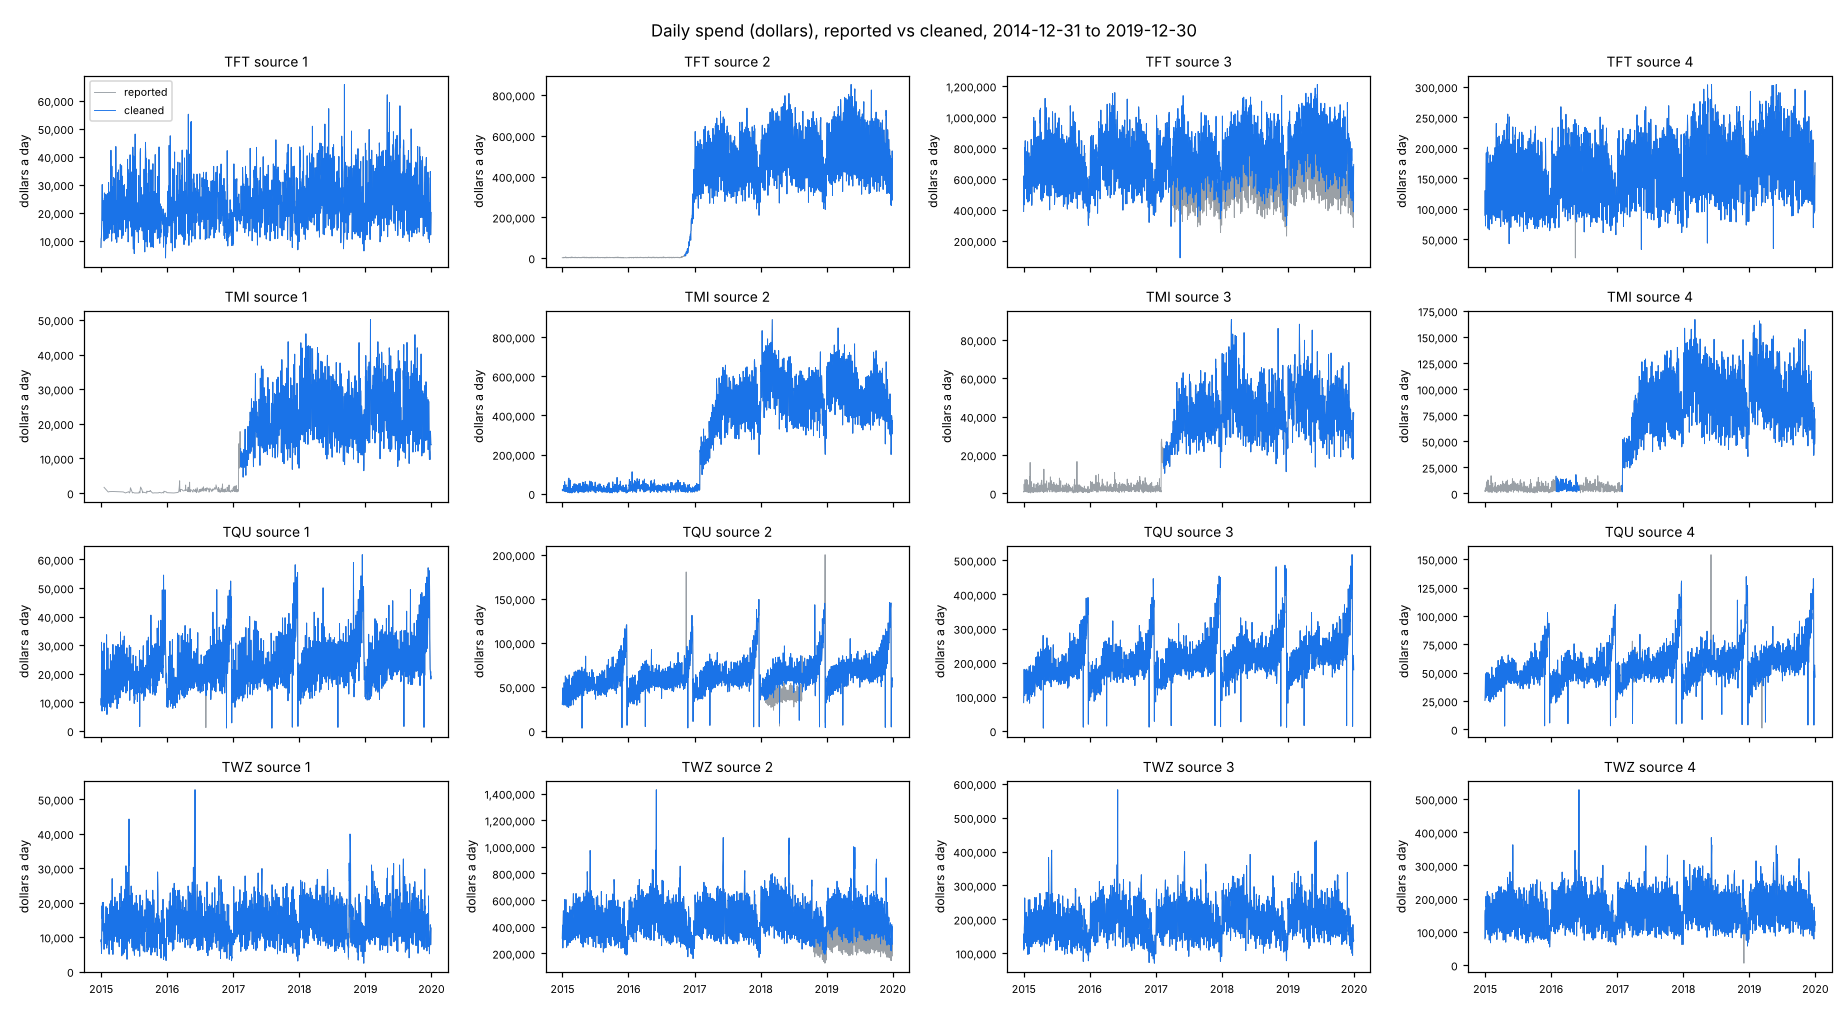 Daily spend (dollars), reported vs cleaned, 2014-12-31 to 2019-12-30
TFT source 1
TFT source 2
TFT source 3
TFT source 4
reported
cleaned
dollars a day
60,000
50,000
40,000
30,000
20,000
10,000
dollars a day
800,000
600,000
400,000
200,000
0
dollars a day
1,200,000
1,000,000
800,000
600,000
400,000
200,000
dollars a day
300,000
250,000
200,000
150,000
100,000
50,000
TMI source 1
TMI source 2
TMI source 3
TMI source 4
dollars a day
50,000
40,000
30,000
20,000
10,000
0
dollars a day
800,000
600,000
400,000
200,000
0
dollars a day
80,000
60,000
40,000
20,000
0
dollars a day
175,000
150,000
125,000
100,000
75,000
50,000
25,000
0
TQU source 1
TQU source 2
TQU source 3
TQU source 4
dollars a day
60,000
50,000
40,000
30,000
20,000
10,000
0
dollars a day
200,000
150,000
100,000
50,000
0
dollars a day
500,000
400,000
300,000
200,000
100,000
0
dollars a day
150,000
125,000
100,000
75,000
50,000
25,000
0
TWZ source 1
TWZ source 2
TWZ source 3
TWZ source 4
dollars a day
50,000
40,000
30,000
20,000
10,000
0
dollars a day
1,400,000
1,200,000
1,000,000
800,000
600,000
400,000
200,000
dollars a day
600,000
500,000
400,000
300,000
200,000
100,000
dollars a day
500,000
400,000
300,000
200,000
100,000
0
2015 2016 2017 2018 2019 2020
2015 2016 2017 2018 2019 2020
2015 2016 2017 2018 2019 2020
2015 2016 2017 2018 2019 2020